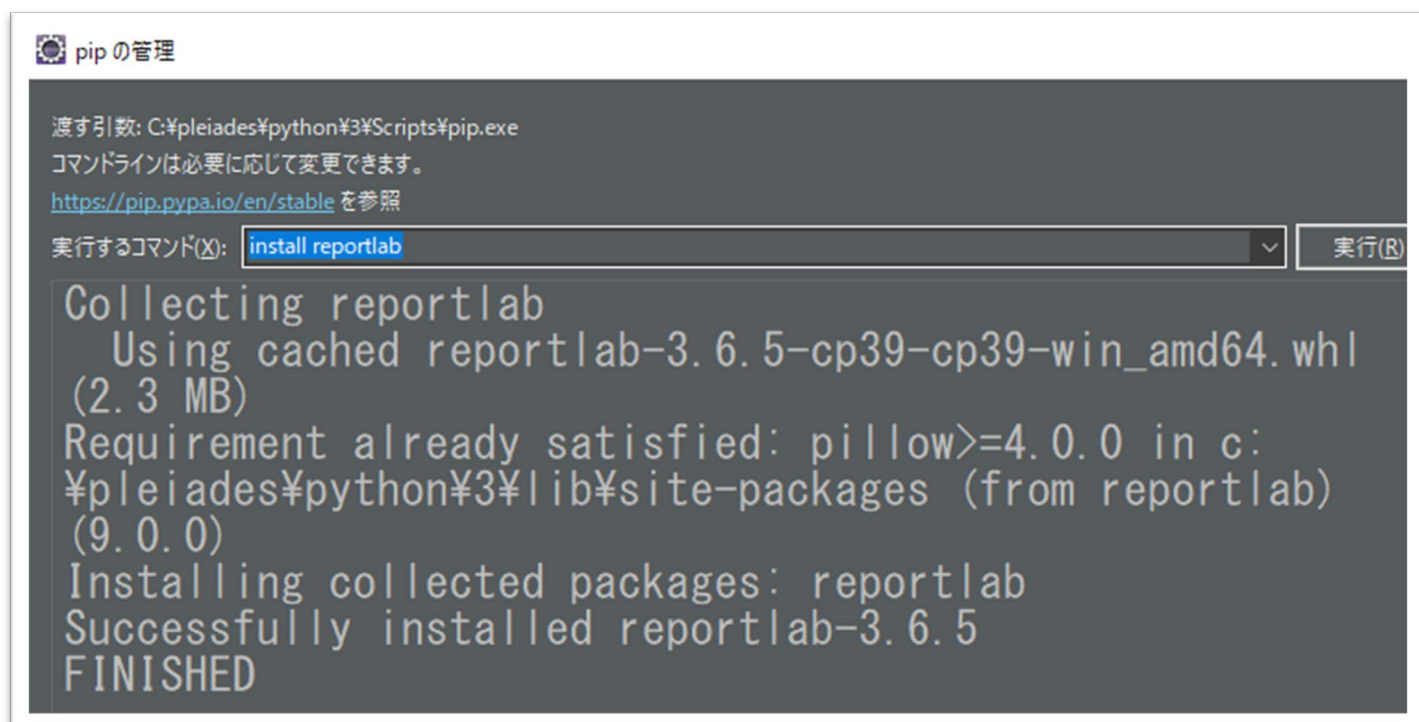 pip の管理
渡す引数: C:¥pleiades¥python¥3¥Scripts¥pip.exe
コマンドラインは必要に応じて変更できます。
https://pip.pypa.io/en/stable を参照
実行するコマンド(X): install reportlab 実行(R)
Collecting reportlab
  Using cached reportlab-3.6.5-cp39-cp39-win_amd64.whl
(2.3 MB)
Requirement already satisfied: pillow>=4.0.0 in c:
¥pleiades¥python¥3¥lib¥site-packages (from reportlab)
(9.0.0)
Installing collected packages: reportlab
Successfully installed reportlab-3.6.5
FINISHED